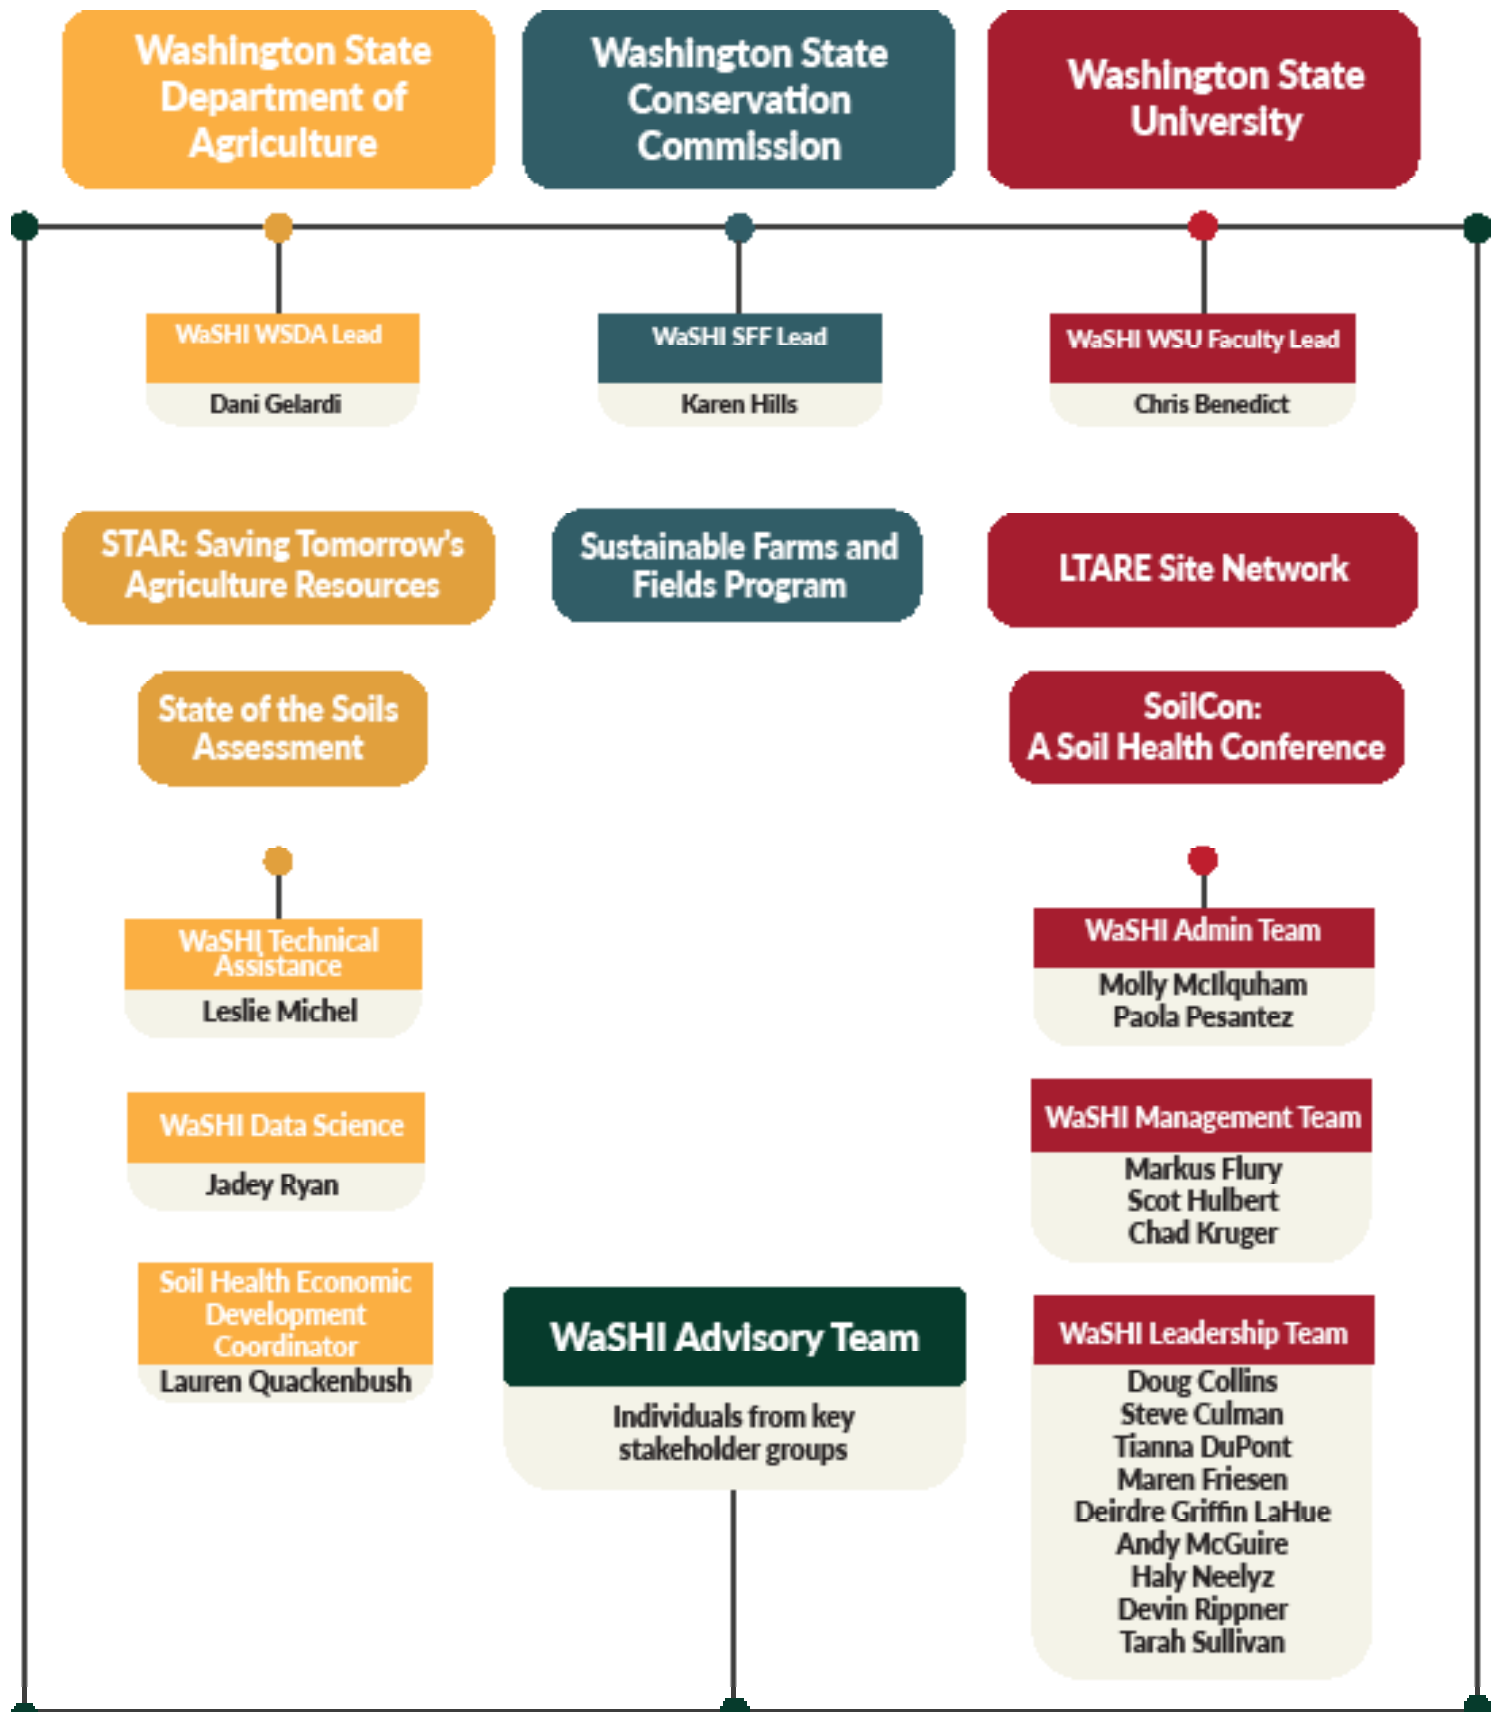 Washington State
Department of
Agriculture
Washington State
Conservation
Commission
Washington State
University
WaSHI WSDA Lead
Dani Gelardi
WaSHI SFF Lead
Karen Hills
WaSHI WSU Faculty Lead
Chris Benedict
STAR: Saving Tomorrow's
Agriculture Resources
Sustainable Farms and
Fields Program
LTARE Site Network
State of the Soils
Assessment
SoilCon:
A Soil Health Conference
WaSHI Technical
Assistance
Leslie Michel
WaSHI Data Science
Jadey Ryan
Soil Health Economic
Development
Coordinator
Lauren Quackenbush
WaSHI Advisory Team
Individuals from key
stakeholder groups
WaSHI Admin Team
Molly McIlquham
Paola Pesantez
WaSHI Management Team
Markus Flury
Scot Hulbert
Chad Kruger
WaSHI Leadership Team
Doug Collins
Steve Culman
Tianna DuPont
Maren Friesen
Deirdre Griffin LaHue
Andy McGuire
Haly Neelyz
Devin Rippner
Tarah Sullivan